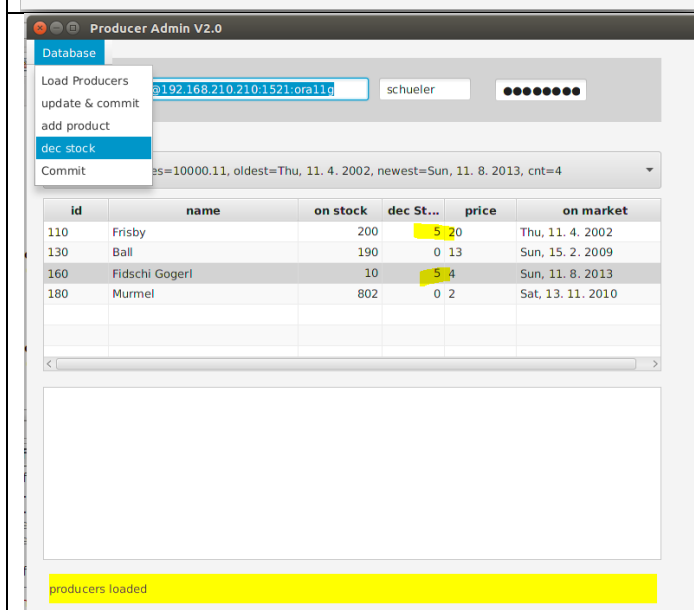 Producer Admin V2.0
Database
Load Producers
update & commit
add product
dec stock
Commit
@192.168.210.210:1521:ora11g
schueler
●●●●●●●●
es=10000.11, oldest=Thu, 11. 4. 2002, newest=Sun, 11. 8. 2013, cnt=4
id name on stock dec St... price on market
110 Frisby 200 5 20 Thu, 11. 4. 2002
130 Ball 190 0 13 Sun, 15. 2. 2009
160 Fidschi Gogerl 10 5 4 Sun, 11. 8. 2013
180 Murmel 802 0 2 Sat, 13. 11. 2010
producers loaded